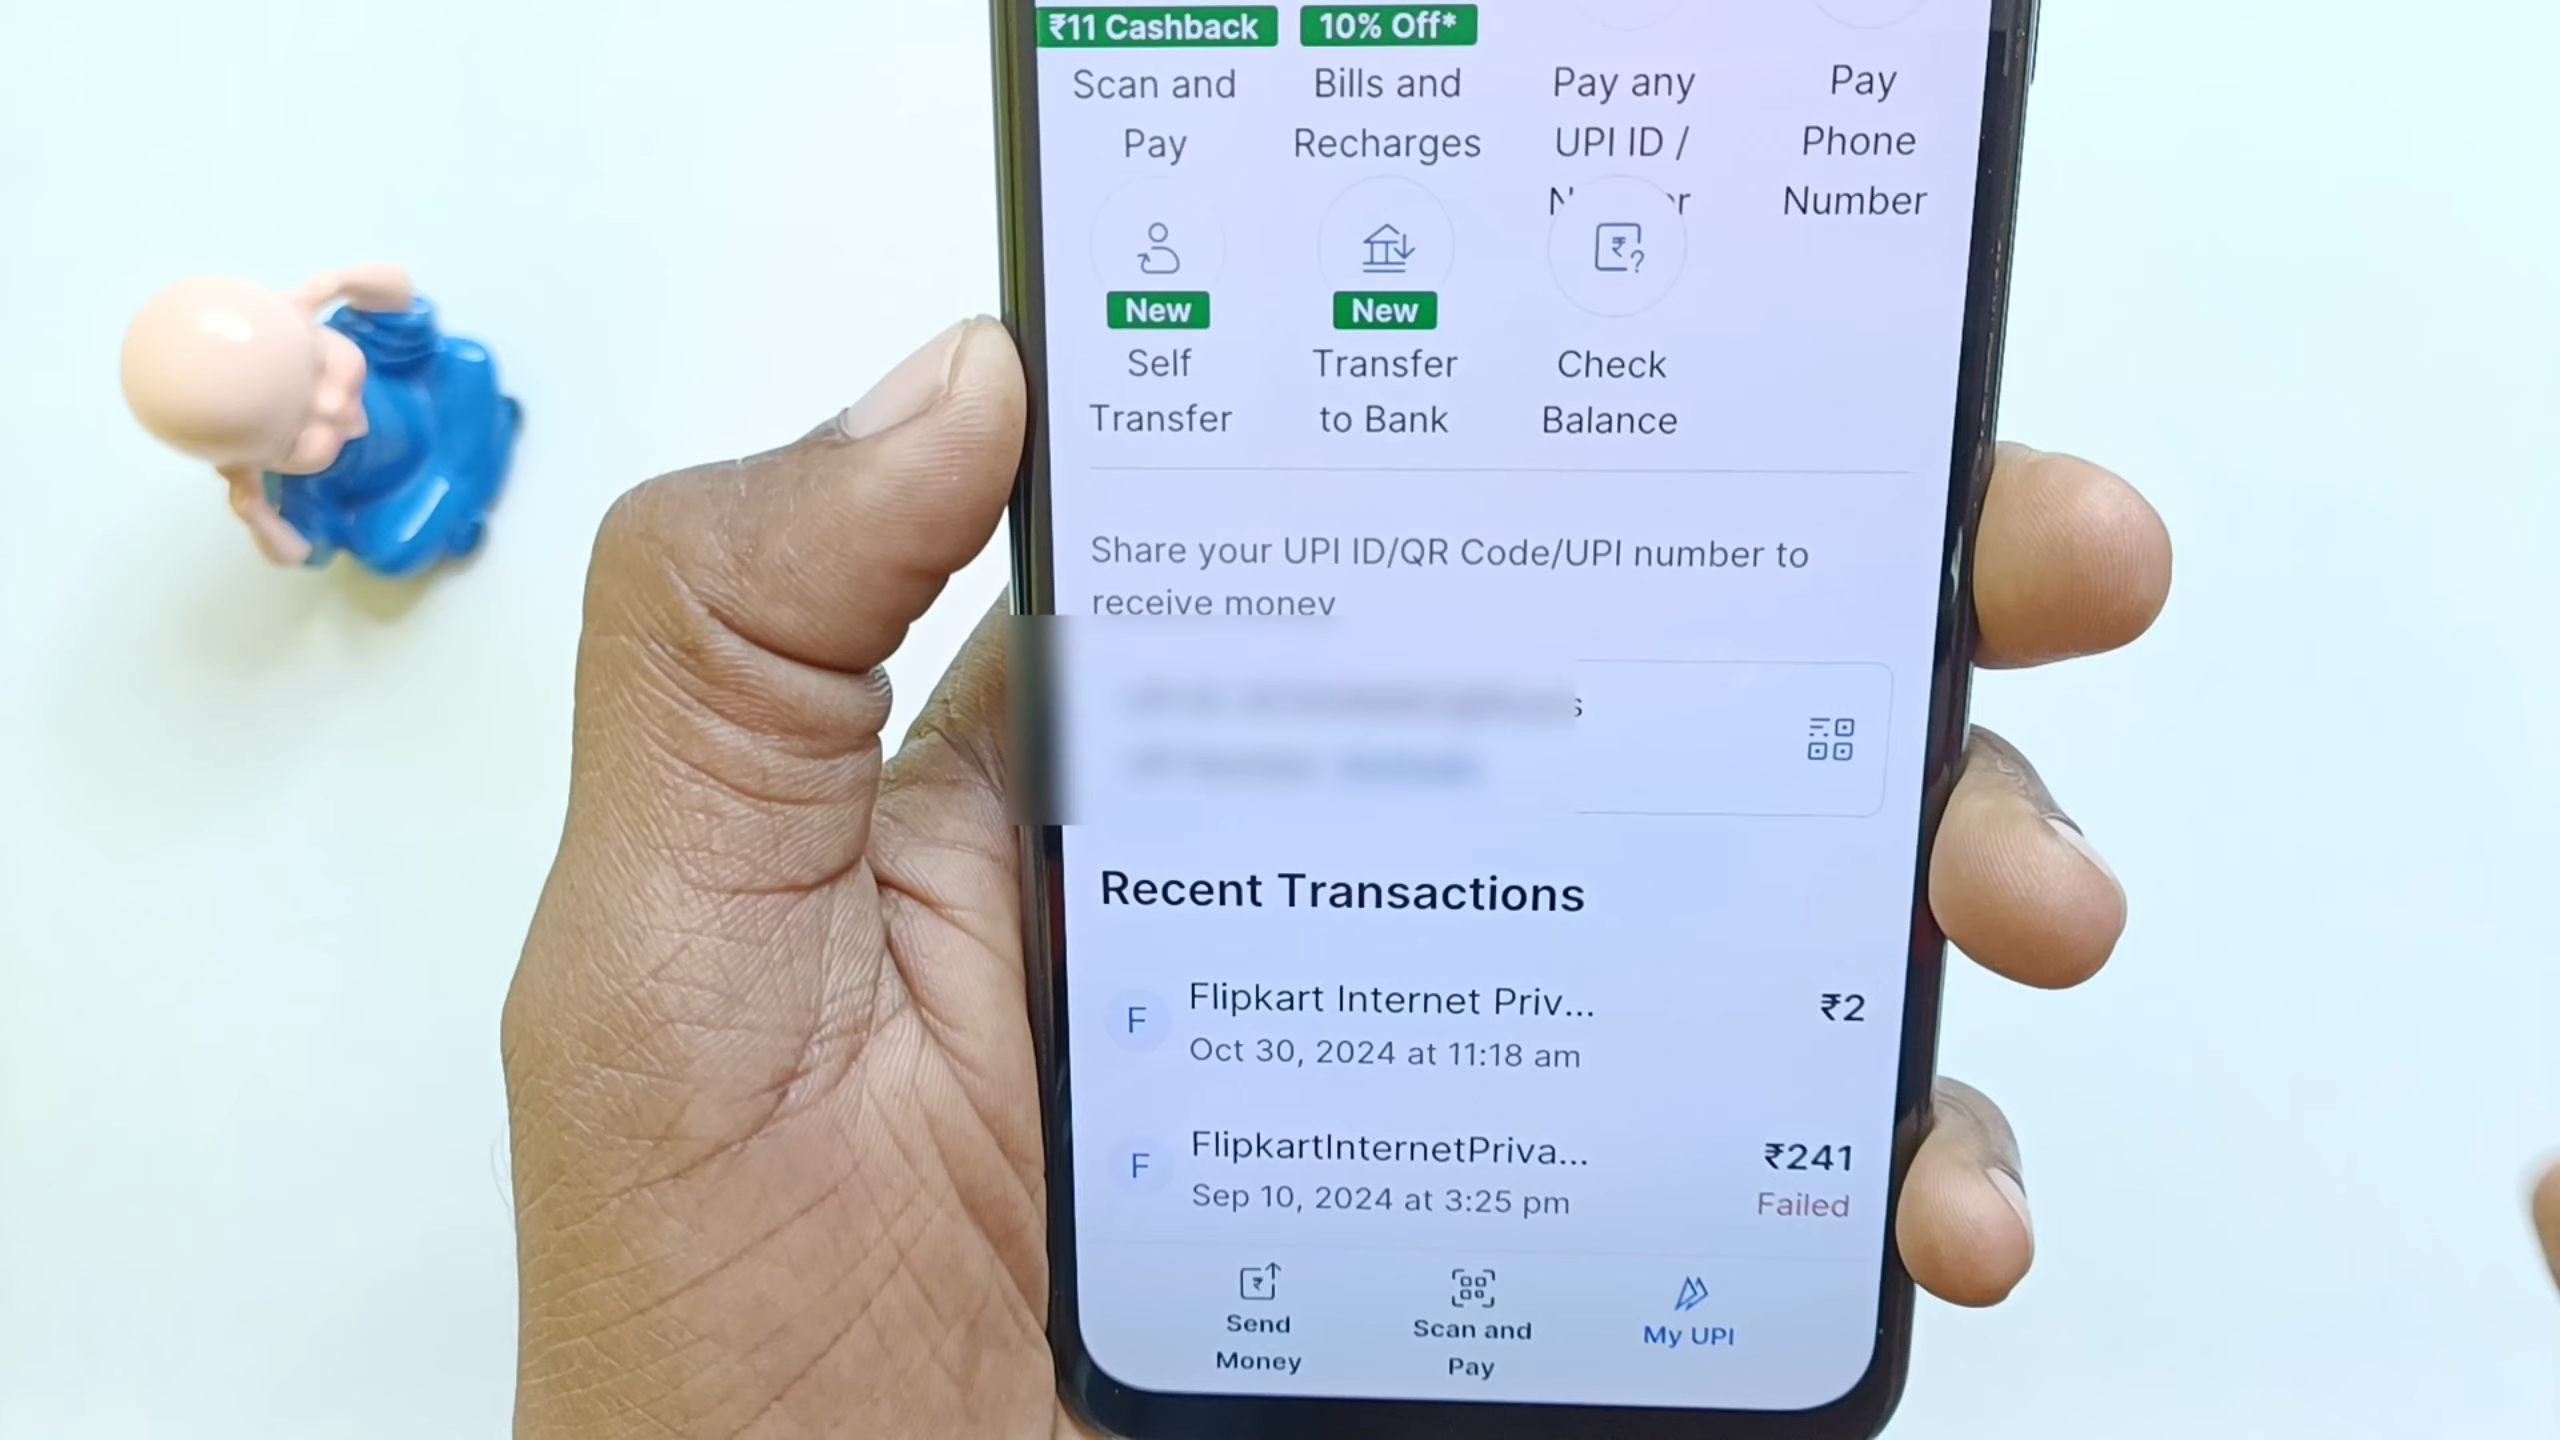 ₹11 Cashback
10% Off*
Scan and
Pay
Bills and
Recharges
Pay any
UPI ID /
Pay
Phone
Number
New
Self
Transfer
New
Transfer
to Bank
Check
Balance
Share your UPI ID/QR Code/UPI number to
receive money
Recent Transactions
F
Flipkart Internet Priv...
₹2
Oct 30, 2024 at 11:18 am
F
FlipkartInternetPriva...
₹241
Sep 10, 2024 at 3:25 pm
Failed
Send
Money
Scan and
Pay
My UPI